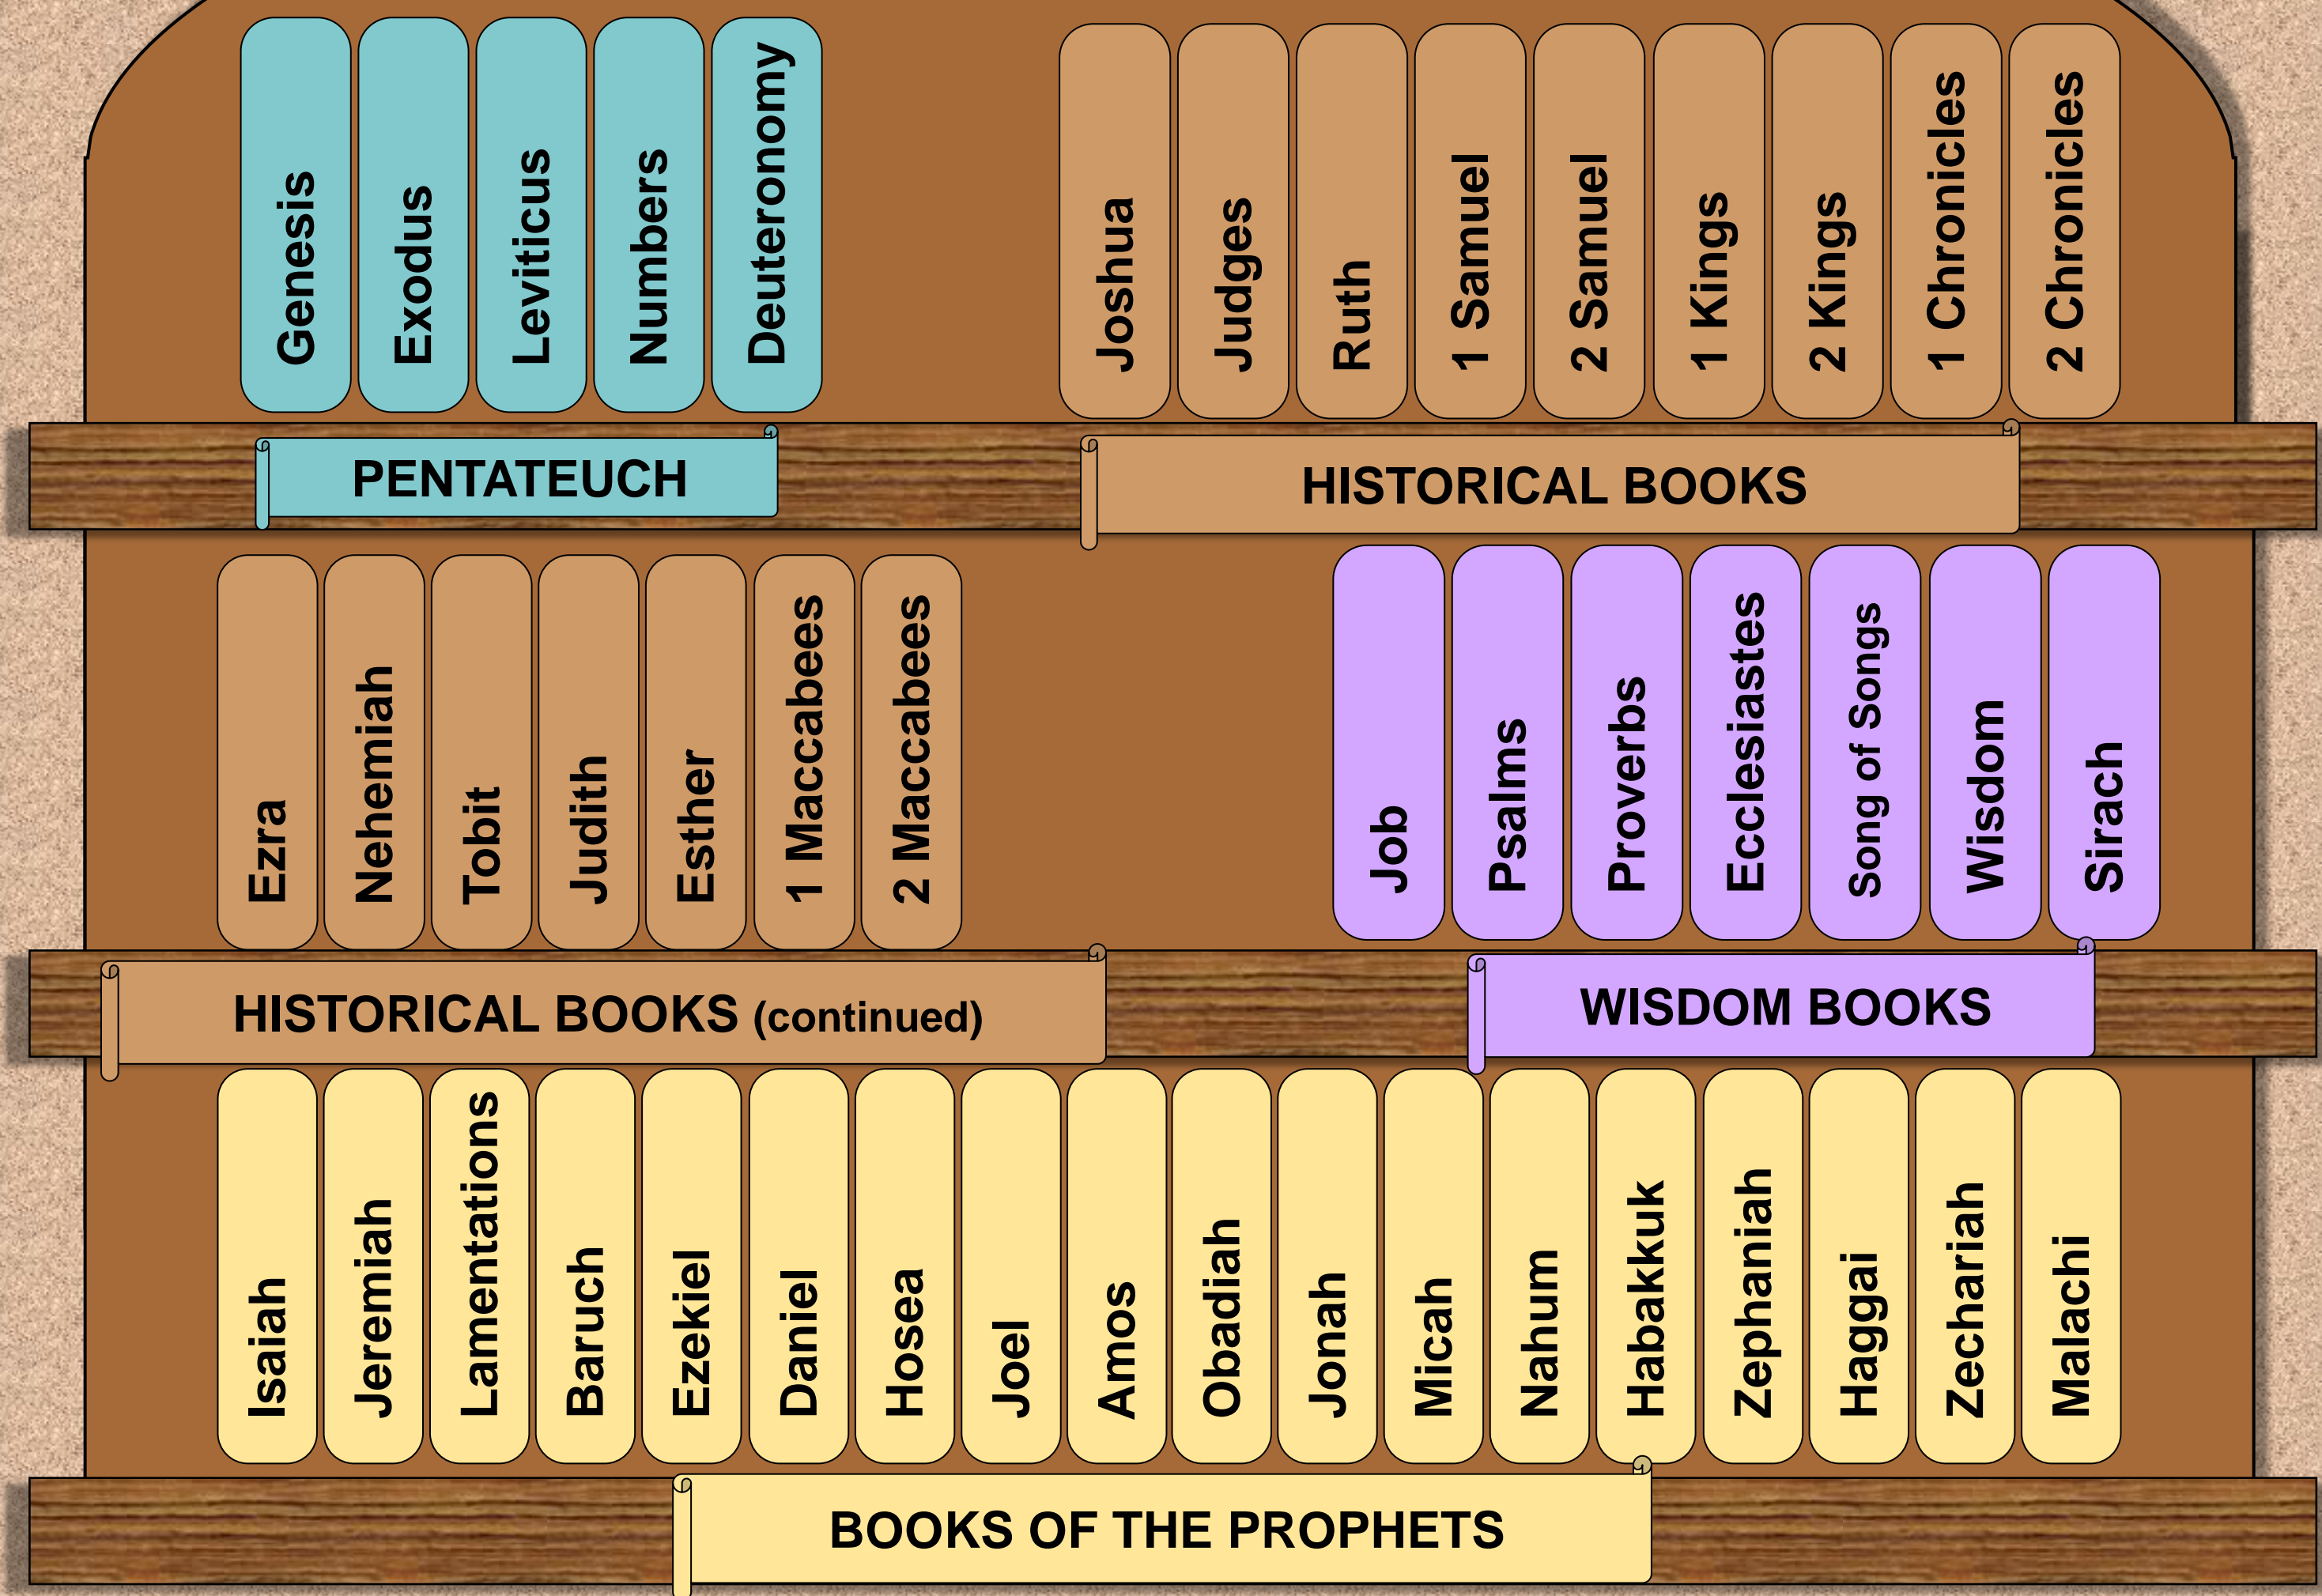 Genesis
Exodus
Leviticus
Numbers
Deuteronomy
Joshua
Judges
Ruth
1 Samuel
2 Samuel
1 Kings
2 Kings
1 Chronicles
2 Chronicles
PENTATEUCH
HISTORICAL BOOKS
Ezra
Nehemiah
Tobit
Judith
Esther
1 Maccabees
2 Maccabees
Job
Psalms
Proverbs
Ecclesiastes
Song of Songs
Wisdom
Sirach
HISTORICAL BOOKS (continued)
WISDOM BOOKS
Isaiah
Jeremiah
Lamentations
Baruch
Ezekiel
Daniel
Hosea
Joel
Amos
Obadiah
Jonah
Micah
Nahum
Habakkuk
Zephaniah
Haggai
Zechariah
Malachi
BOOKS OF THE PROPHETS